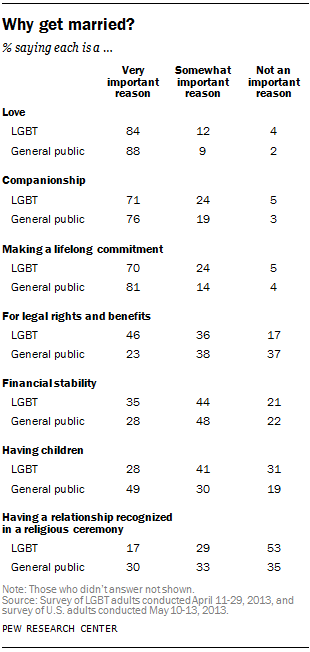 Why get married?
% saying each is a ...
Very important reason Somewhat important reason Not an important reason
Love
LGBT 84 12 4
General public 88 9 2
Companionship
LGBT 71 24 5
General public 76 19 3
Making a lifelong commitment
LGBT 70 24 5
General public 81 14 4
For legal rights and benefits
LGBT 46 36 17
General public 23 38 37
Financial stability
LGBT 35 44 21
General public 28 48 22
Having children
LGBT 28 41 31
General public 49 30 19
Having a relationship recognized
in a religious ceremony
LGBT 17 29 53
General public 30 33 35
Note: Those who didn't answer not shown.
Source: Survey of LGBT adults conducted April 11-29, 2013, and
survey of U.S. adults conducted May 10-13, 2013.
PEW RESEARCH CENTER